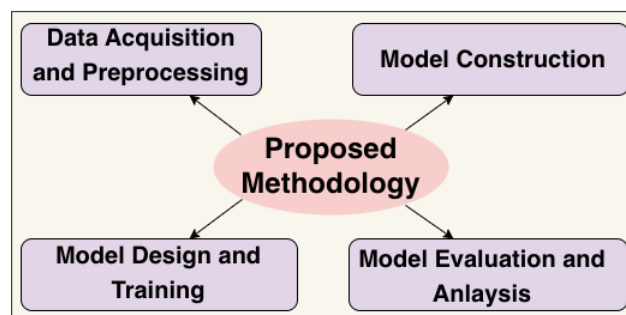 Data Acquisition
and Preprocessing
Model Construction
Proposed
Methodology
Model Design and
Training
Model Evaluation and
Anlaysis